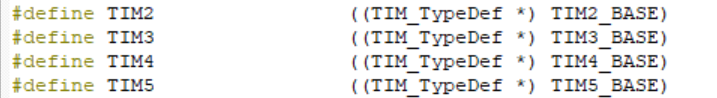 #define TIM2                ((TIM_TypeDef *) TIM2_BASE)
#define TIM3                ((TIM_TypeDef *) TIM3_BASE)
#define TIM4                ((TIM_TypeDef *) TIM4_BASE)
#define TIM5                ((TIM_TypeDef *) TIM5_BASE)